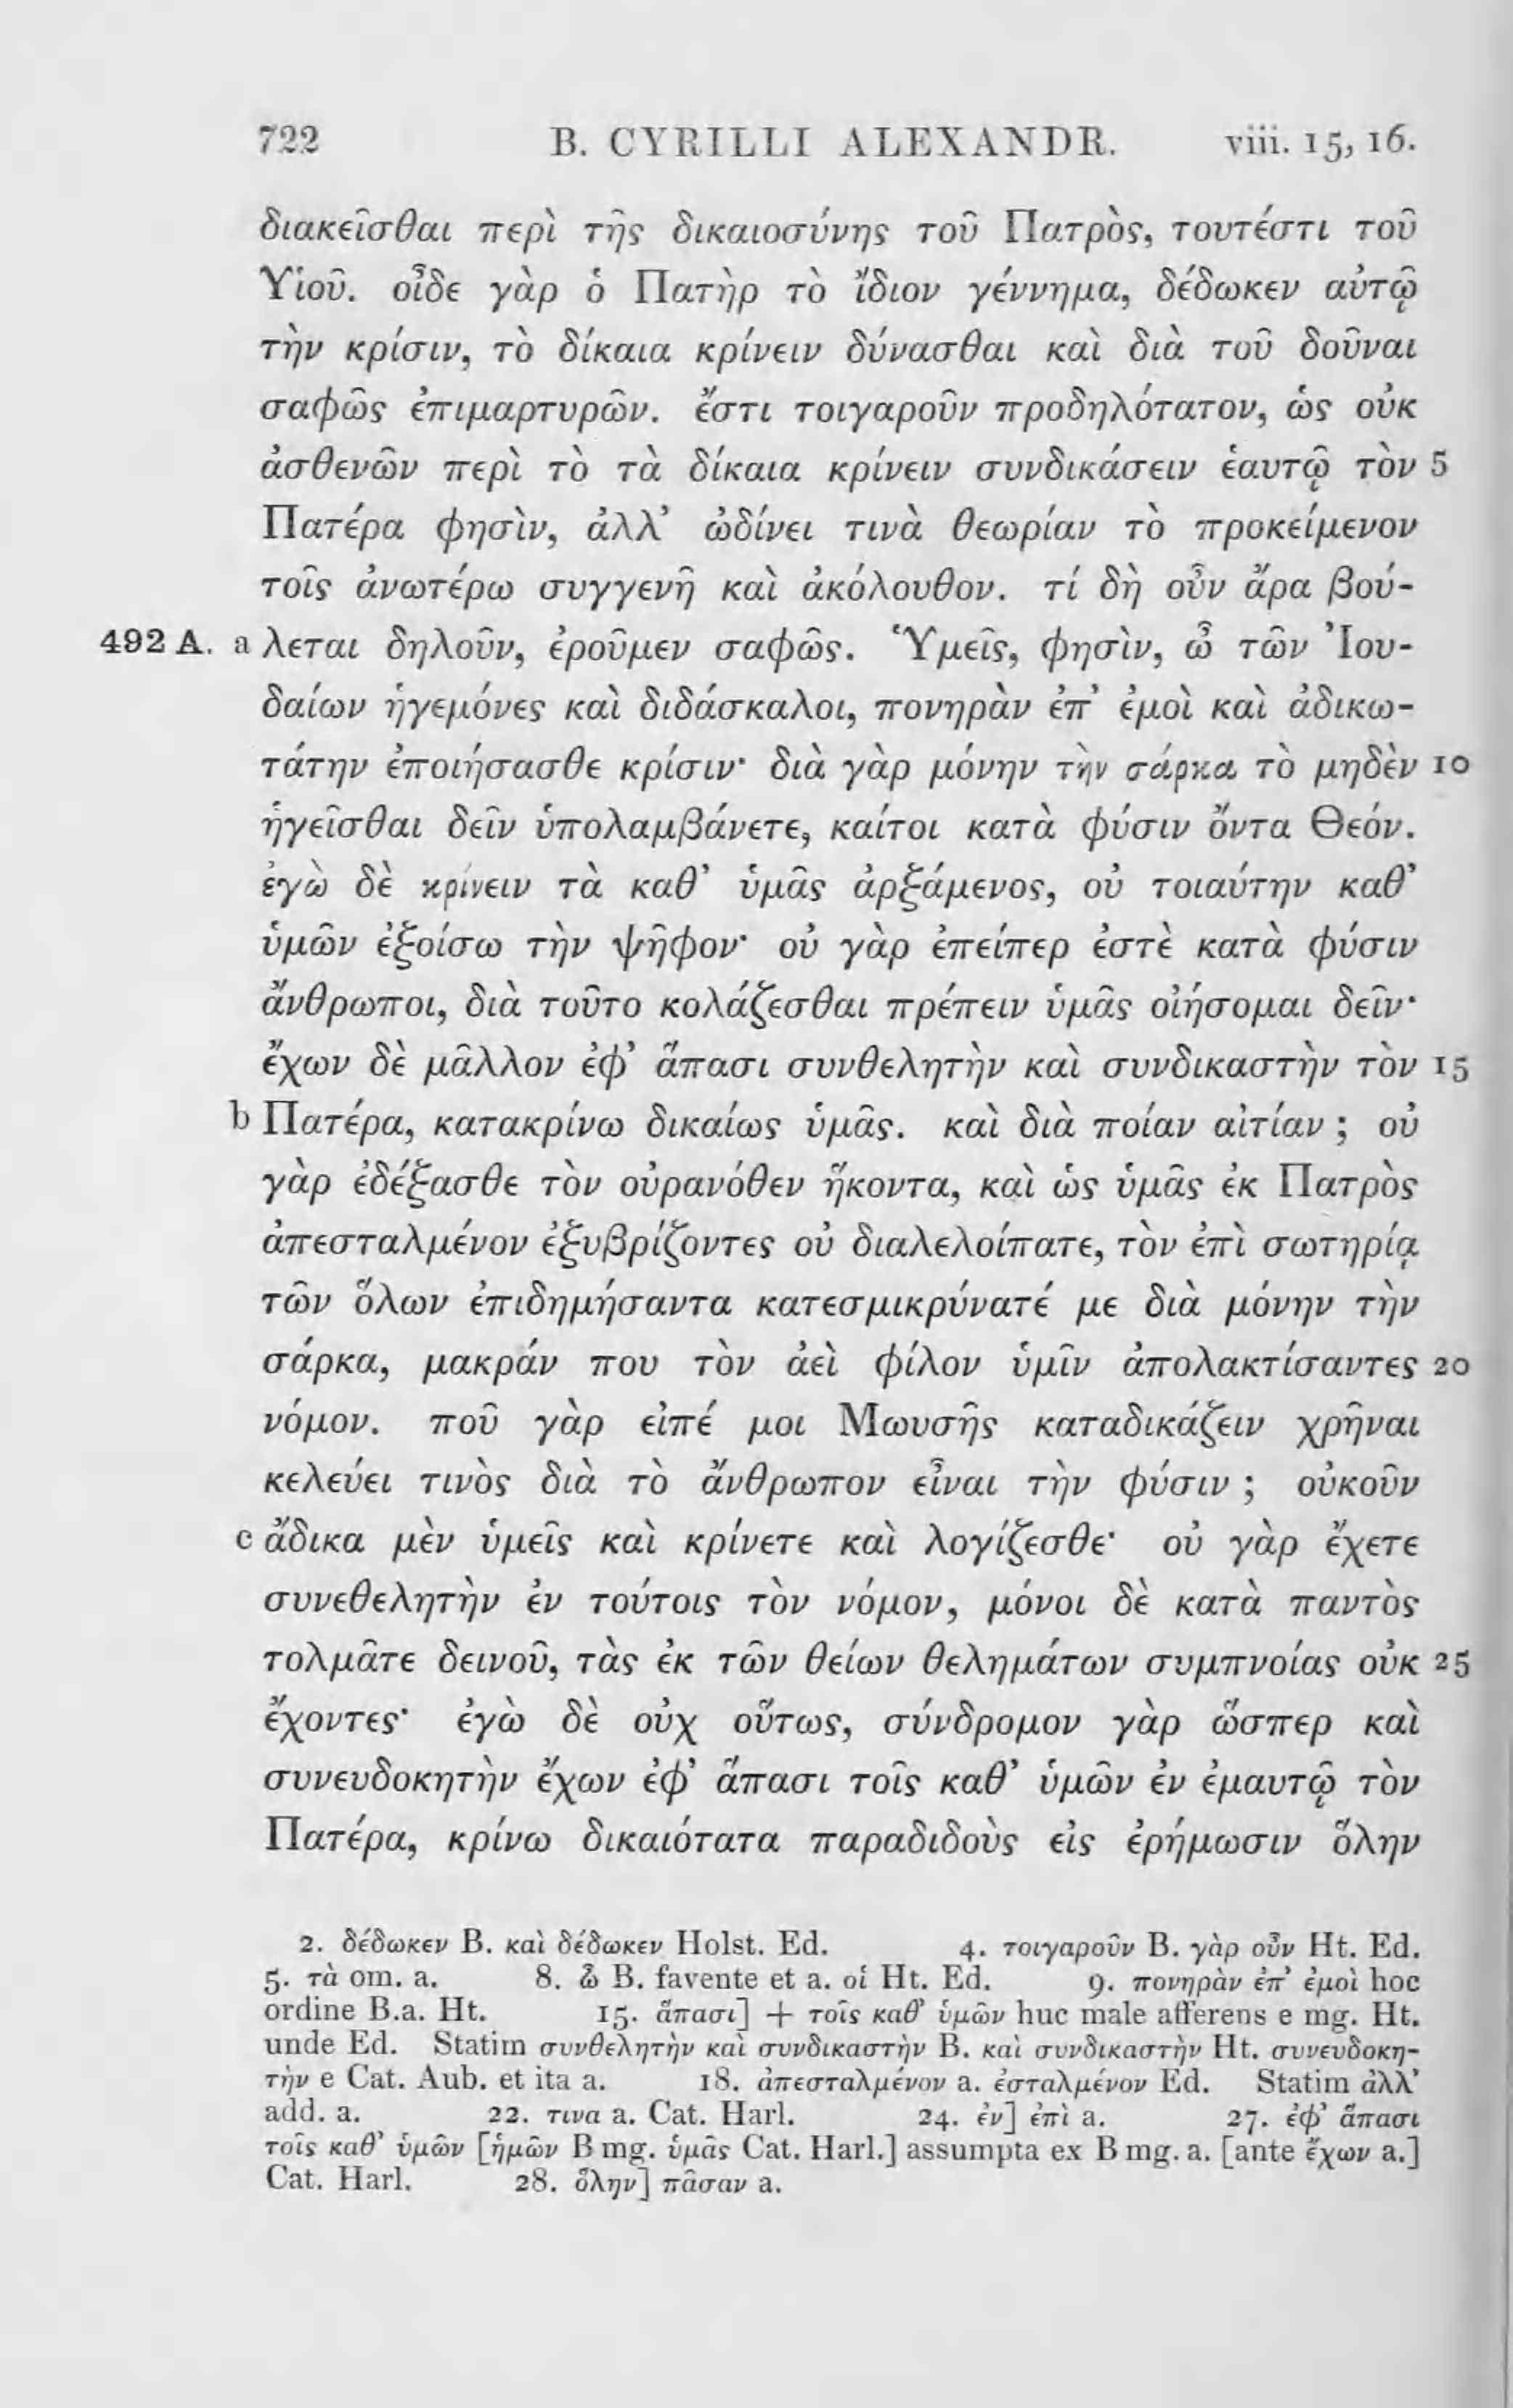 722 B. CYRILLI ALEXANDR. viii. 15, 16.
διακεῖσθαι περὶ τῆς δικαιοσύνης τοῦ Πατρὸς, τουτέστι τοῦ
Υἱοῦ. οἶδε γὰρ ὁ Πατὴρ τὸ ἴδιον γέννημα, δέδωκεν αὐτῷ
τὴν κρίσιν, τὸ δίκαια κρίνειν δύνασθαι καὶ διὰ τοῦ δοῦναι
σαφῶς ἐπιμαρτυρῶν. ἔστι τοιγαροῦν προδηλότατον, ὡς οὐκ
ἀσθενῶν περὶ τὸ τὰ δίκαια κρίνειν συνδικάσειν ἑαυτῷ τὸν 5
Πατέρα φησὶν, ἀλλ’ ὠδίνει τινὰ θεωρίαν τὸ προκείμενον
τοῖς ἀνωτέρω συγγενῆ καὶ ἀκόλουθον. τί δὴ οὖν ἄρα βού-
492 A. a λεται δηλοῦν, ἐροῦμεν σαφῶς. Ὑμεῖς, φησὶν, ὦ τῶν Ἰου-
δαίων ἡγεμόνες καὶ διδάσκαλοι, πονηρὰν ἐπ’ ἐμοὶ καὶ ἀδικω-
τάτην ἐποιήσασθε κρίσιν· διὰ γὰρ μόνην τὴν σάρκα τὸ μηδὲν 10
ἡγεῖσθαι δεῖν ὑπολαμβάνετε, καίτοι κατὰ φύσιν ὄντα Θεόν.
ἐγὼ δὲ κρίνειν τὰ καθ’ ὑμᾶς ἀρξάμενος, οὐ τοιαύτην καθ’
ὑμῶν ἐξοίσω τὴν ψῆφον· οὐ γὰρ ἐπείπερ ἐστὲ κατὰ φύσιν
ἄνθρωποι, διὰ τοῦτο κολάζεσθαι πρέπειν ὑμᾶς οἰήσομαι δεῖν·
ἔχων δὲ μᾶλλον ἐφ’ ἅπασι συνθελητὴν καὶ συνδικαστὴν τὸν 15
b Πατέρα, κατακρίνω δικαίως ὑμᾶς. καὶ διὰ ποίαν αἰτίαν ; οὐ
γὰρ ἐδέξασθε τὸν οὐρανόθεν ἥκοντα, καὶ ὡς ὑμᾶς ἐκ Πατρὸς
ἀπεσταλμένον ἐξυβρίζοντες οὐ διαλελοίπατε, τὸν ἐπὶ σωτηρίᾳ
τῶν ὅλων ἐπιδημήσαντα κατεσμικρύνατέ με διὰ μόνην τὴν
σάρκα, μακράν που τὸν ἀεὶ φίλον ὑμῖν ἀπολακτίσαντες 20
νόμον. ποῦ γὰρ εἰπέ μοι Μωυσῆς καταδικάζειν χρῆναι
κελεύει τινὸς διὰ τὸ ἄνθρωπον εἶναι τὴν φύσιν ; οὐκοῦν
c ἄδικα μὲν ὑμεῖς καὶ κρίνετε καὶ λογίζεσθε· οὐ γὰρ ἔχετε
συνεθελητὴν ἐν τούτοις τὸν νόμον, μόνοι δὲ κατὰ παντὸς
τολμᾶτε δεινοῦ, τὰς ἐκ τῶν θείων θελημάτων συμπνοίας οὐκ 25
ἔχοντες· ἐγὼ δὲ οὐχ οὕτως, σύνδρομον γὰρ ὥσπερ καὶ
συνευδοκητὴν ἔχων ἐφ’ ἅπασι τοῖς καθ’ ὑμῶν ἐν ἐμαυτῷ τὸν
Πατέρα, κρίνω δικαιότατα παραδιδοὺς εἰς ἐρήμωσιν ὅλην
2. δέδωκεν B. καὶ δέδωκεν Holst. Ed. 4. τοιγαροῦν B. γὰρ οὖν Ht. Ed.
5. τὰ om. a. 8. ὦ B. favente et a. οἱ Ht. Ed. 9. πονηρὰν ἐπ’ ἐμοὶ hoc
ordine B.a. Ht. 15. ἅπασι] + τοῖς καθ’ ὑμῶν huc male afferens e mg. Ht.
unde Ed. Statim συνθελητὴν καὶ συνδικαστὴν B. καὶ συνδικαστὴν Ht. συνευδοκη-
τὴν e Cat. Aub. et ita a. 18. ἀπεσταλμένον a. ἐσταλμένον Ed. Statim ἀλλ’
add. a. 22. τινα a. Cat. Harl. 24. ἐν] ἐπὶ a. 27. ἐφ’ ἅπασι
τοῖς καθ’ ὑμῶν [ἡμῶν B mg. ὑμᾶς Cat. Harl.] assumpta ex B mg. a. [ante ἔχων a.]
Cat. Harl. 28. ὅλην] πᾶσαν a.